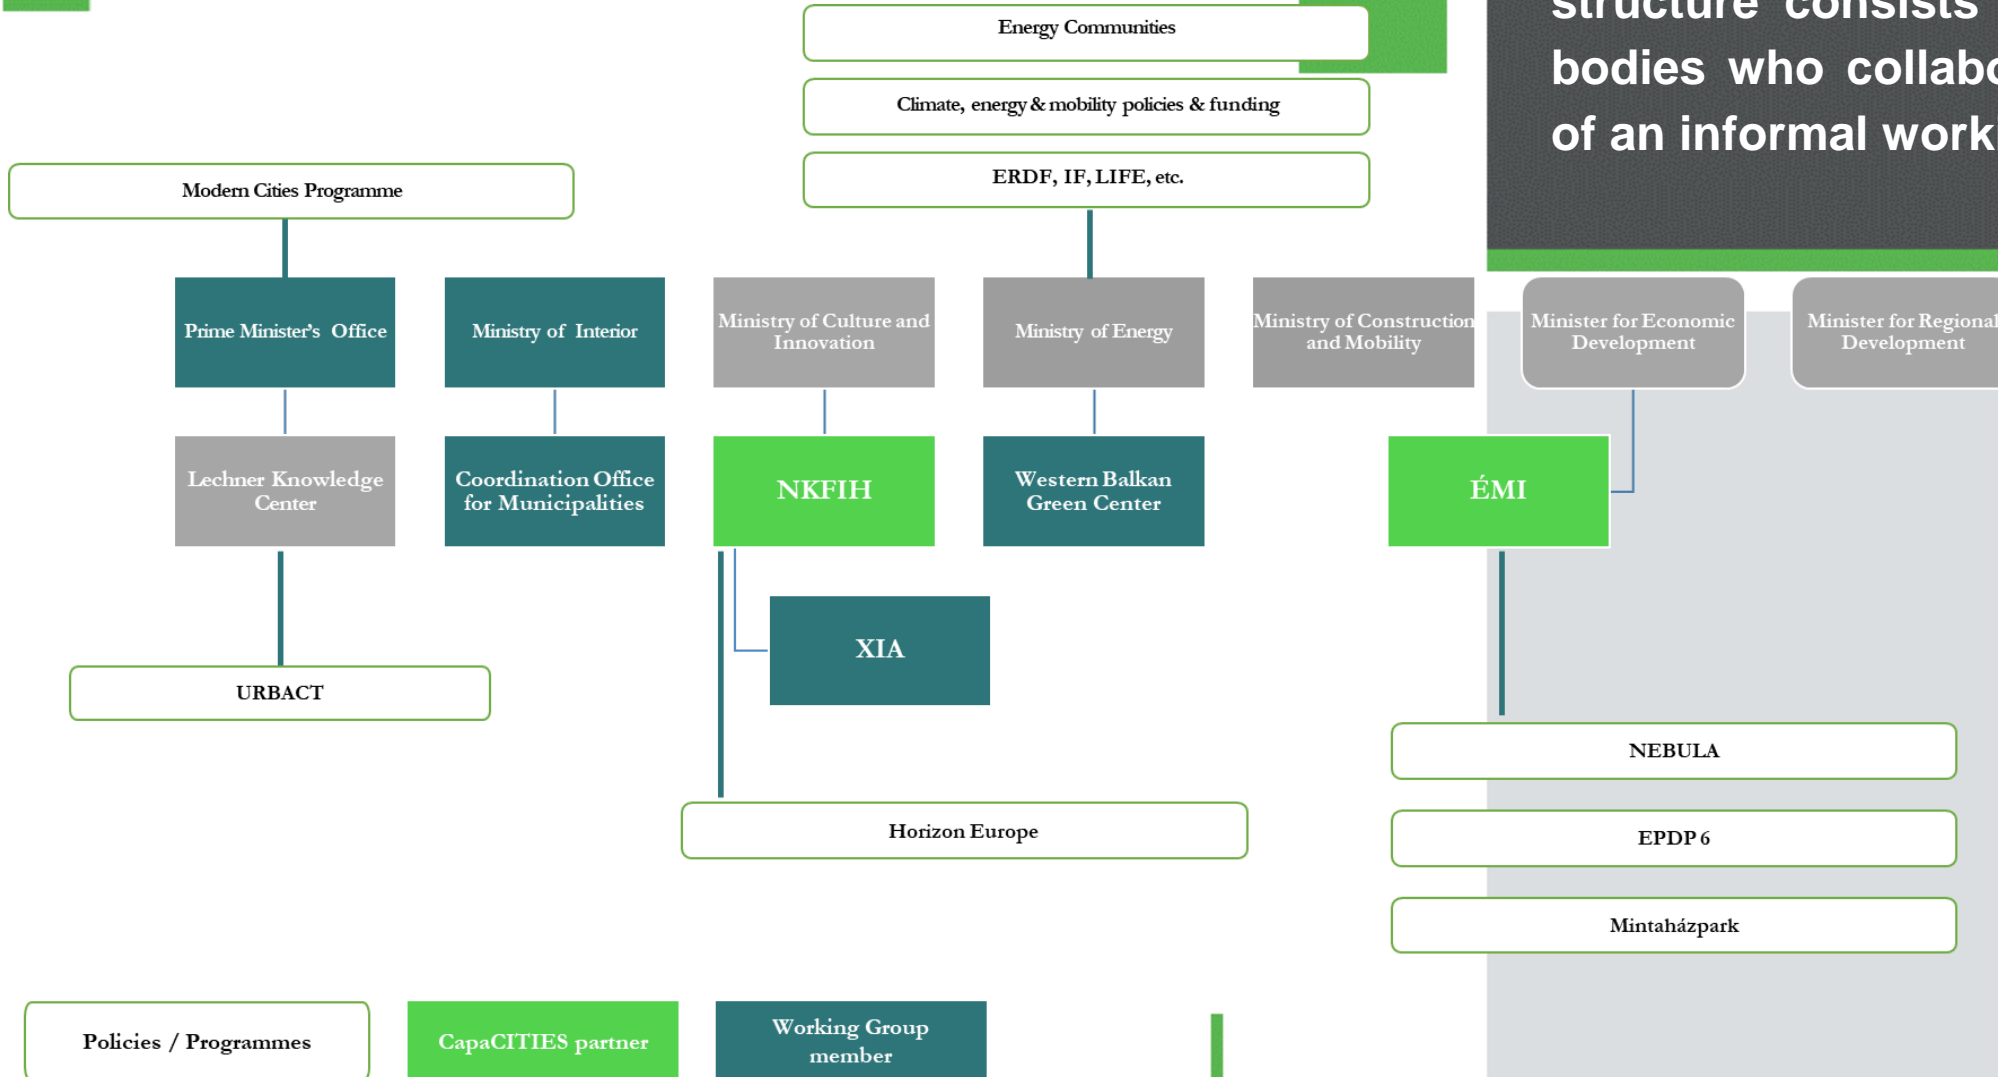 structure consists
bodies who collabo
of an informal worki
Energy Communities
Climate, energy & mobility policies & funding
ERDF, IF, LIFE, etc.
Modern Cities Programme
Prime Minister's Office
Ministry of Interior
Ministry of Culture and
Innovation
Ministry of Energy
Ministry of Construction
and Mobility
Minister for Economic
Development
Minister for Regional
Development
Lechner Knowledge
Center
Coordination Office
for Municipalities
NKFIH
Western Balkan
Green Center
ÉMI
XIA
URBACT
NEBULA
Horizon Europe
EPDP 6
Mintaházpark
Policies / Programmes
CapaCITIES partner
Working Group
member